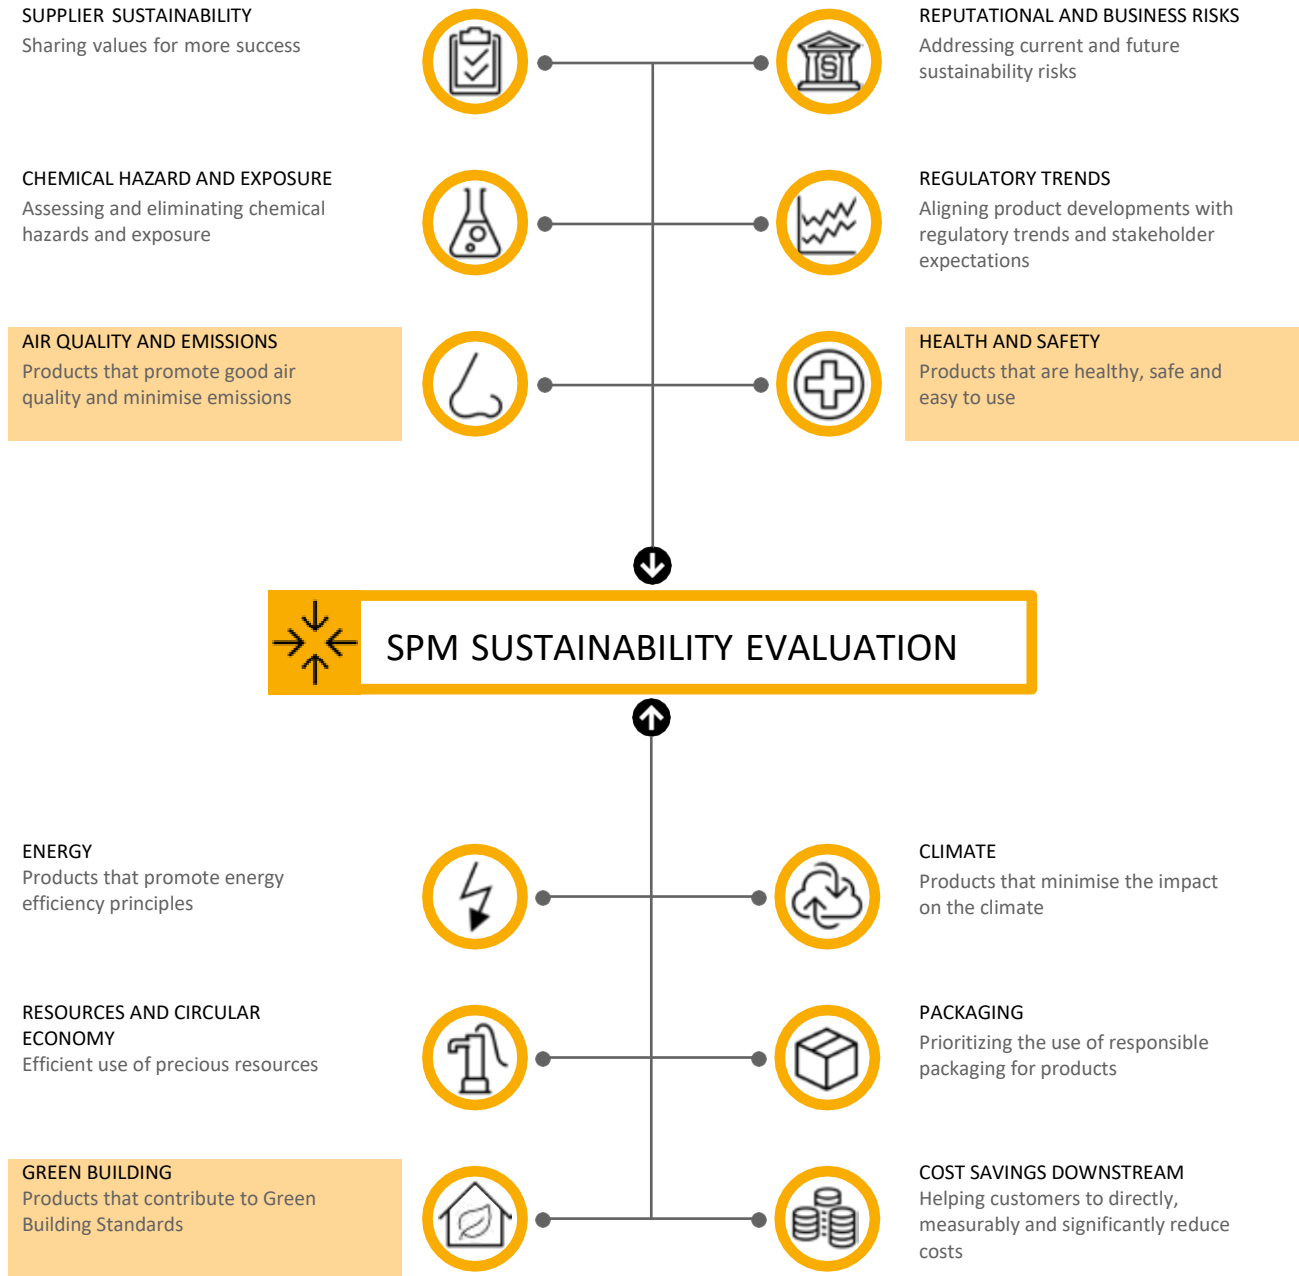 SUPPLIER SUSTAINABILITY
Sharing values for more success
REPUTATIONAL AND BUSINESS RISKS
Addressing current and future
sustainability risks
CHEMICAL HAZARD AND EXPOSURE
Assessing and eliminating chemical
hazards and exposure
REGULATORY TRENDS
Aligning product developments with
regulatory trends and stakeholder
expectations
AIR QUALITY AND EMISSIONS
Products that promote good air
quality and minimise emissions
HEALTH AND SAFETY
Products that are healthy, safe and
easy to use
SPM SUSTAINABILITY EVALUATION
ENERGY
Products that promote energy
efficiency principles
CLIMATE
Products that minimise the impact
on the climate
RESOURCES AND CIRCULAR
ECONOMY
Efficient use of precious resources
PACKAGING
Prioritizing the use of responsible
packaging for products
GREEN BUILDING
Products that contribute to Green
Building Standards
COST SAVINGS DOWNSTREAM
Helping customers to directly,
measurably and significantly reduce
costs